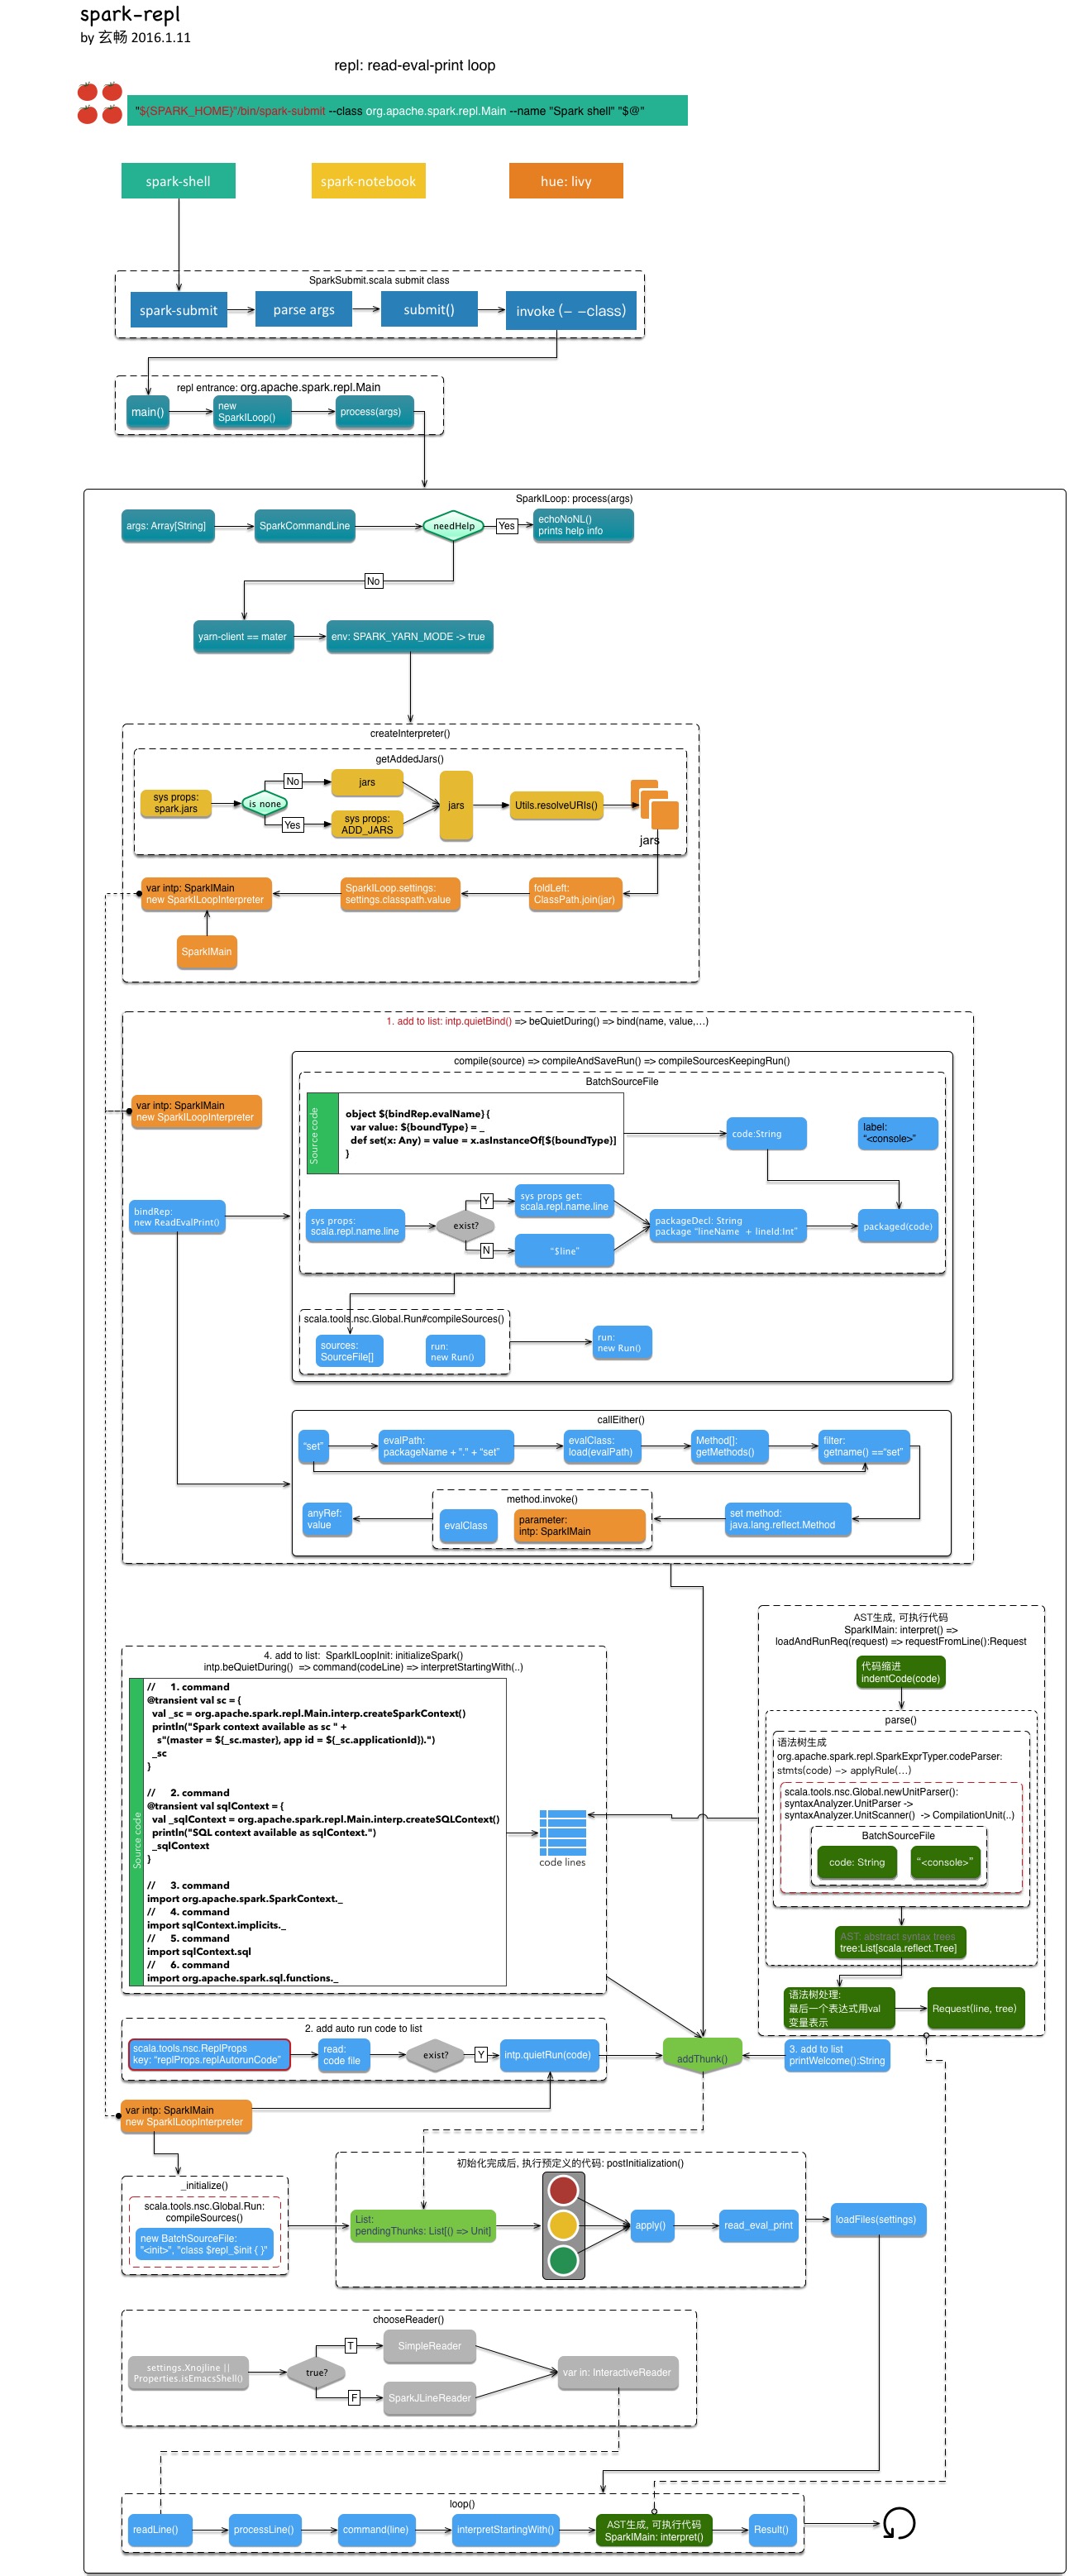 spark-repl
by 玄畅 2016.1.11
repl: read-eval-print loop
"${SPARK_HOME}"/bin/spark-submit --class org.apache.spark.repl.Main --name "Spark shell" "$@"
spark-shell
spark-notebook
hue: livy
SparkSubmit.scala submit class
spark-submit
parse args
submit()
invoke (- -class)
repl entrance: org.apache.spark.repl.Main
main()
new
SparkILoop()
process(args)
SparkILoop: process(args)
args: Array[String]
SparkCommandLine
needHelp
Yes
echoNoNL()
prints help info
No
yarn-client == mater
env: SPARK_YARN_MODE -> true
createInterpreter()
getAddedJars()
sys props:
spark.jars
is none
No
jars
Yes
sys props:
ADD_JARS
jars
Utils.resolveURIs()
jars
var intp: SparkIMain
new SparkILoopInterpreter
SparkILoop.settings:
settings.classpath.value
foldLeft:
ClassPath.join(jar)
SparkIMain
1. add to list: intp.quietBind() => beQuietDuring() => bind(name, value,…)
compile(source) => compileAndSaveRun() => compileSourcesKeepingRun()
BatchSourceFile
var intp: SparkIMain
new SparkILoopInterpreter
Source code
object ${bindRep.evalName} {
var value: ${boundType} = _
def set(x: Any) = value = x.asInstanceOf[${boundType}]
}
code:String
label:
"<console>"
bindRep:
new ReadEvalPrint()
sys props:
scala.repl.name.line
exist?
Y
sys props get:
scala.repl.name.line
N
"$line"
packageDecl: String
package "lineName + lineId:Int"
packaged(code)
scala.tools.nsc.Global.Run#compileSources()
sources:
SourceFile[]
run:
new Run()
run:
new Run()
callEither()
"set"
evalPath:
packageName + "." + "set"
evalClass:
load(evalPath)
Method[]:
getMethods()
filter:
getname() =="set"
method.invoke()
anyRef:
value
evalClass
parameter:
intp: SparkIMain
set method:
java.lang.reflect.Method
AST生成, 可执行代码
SparkIMain: interpret() =>
loadAndRunReq(request) => requestFromLine():Request
代码缩进
indentCode(code)
parse()
语法树生成
org.apache.spark.repl.SparkExprTyper.codeParser:
stmts(code) -> applyRule(...)
scala.tools.nsc.Global.newUnitParser():
syntaxAnalyzer.UnitParser ->
syntaxAnalyzer.UnitScanner() -> CompilationUnit(..)
BatchSourceFile
code: String
"<console>"
AST: abstract syntax trees
tree:List[scala.reflect.Tree]
语法树处理:
最后一个表达式用val
变量表示
Request(line, tree)
4. add to list: SparkILoopInit: initializeSpark()
intp.beQuietDuring() => command(codeLine) => interpretStartingWith(..)
Source code
// 1. command
@transient val sc = {
val _sc = org.apache.spark.repl.Main.interp.createSparkContext()
println("Spark context available as sc " +
s"(master = ${_sc.master}, app id = ${_sc.applicationId}).")
_sc
}
// 2. command
@transient val sqlContext = {
val _sqlContext = org.apache.spark.repl.Main.interp.createSQLContext()
println("SQL context available as sqlContext.")
_sqlContext
}
// 3. command
import org.apache.spark.SparkContext._
// 4. command
import sqlContext.implicits._
// 5. command
import sqlContext.sql
// 6. command
import org.apache.spark.sql.functions._
code lines
2. add auto run code to list
scala.tools.nsc.ReplProps
key: "replProps.replAutorunCode"
read:
code file
exist?
Y
intp.quietRun(code)
addThunk()
3. add to list
printWelcome():String
var intp: SparkIMain
new SparkILoopInterpreter
_initialize()
scala.tools.nsc.Global.Run:
compileSources()
new BatchSourceFile:
"<init>", "class $repl_$init { }"
初始化完成后, 执行预定义的代码: postInitialization()
List:
pendingThunks: List[() => Unit]
apply()
read_eval_print
loadFiles(settings)
chooseReader()
settings.Xnojline ||
Properties.isEmacsShell()
true?
T
SimpleReader
F
SparkJLineReader
var in: InteractiveReader
loop()
readLine()
processLine()
command(line)
interpretStartingWith()
AST生成, 可执行代码
SparkIMain: interpret()
Result()